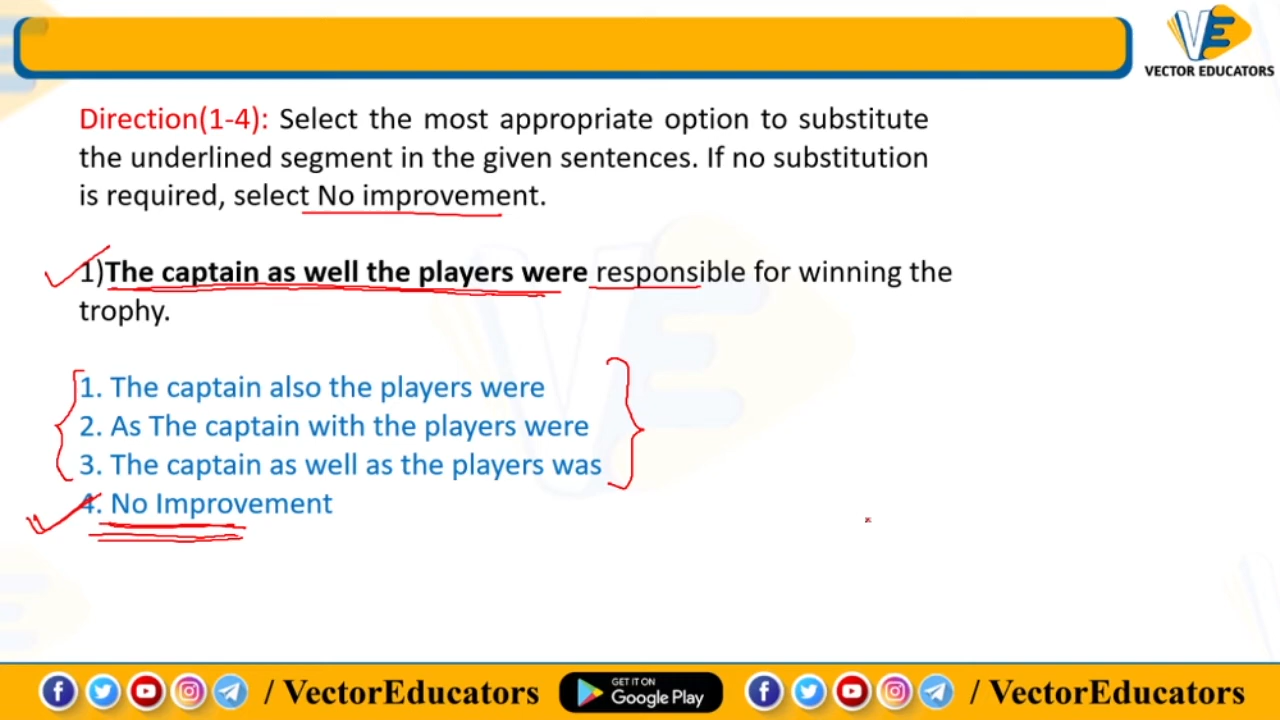 VE
VECTOR EDUCATORS
Direction(1-4): Select the most appropriate option to substitute
the underlined segment in the given sentences. If no substitution
is required, select No improvement.
1)The captain as well the players were responsible for winning the
trophy.
1. The captain also the players were
2. As The captain with the players were
3. The captain as well as the players was
4. No Improvement
/ VectorEducators GET IT ON Google Play / VectorEducators